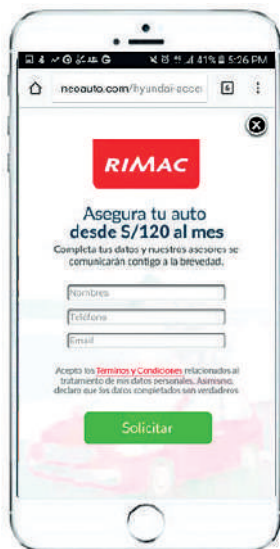 41% 5:26 PM
neoauto.com/hyundai-accen
RIMAC
Asegura tu auto
desde S/120 al mes
Completa tus datos y nuestros asesores se
comunicarán contigo a la brevedad.
Nombres
Teléfono
Email
Acepto los Términos y Condiciones relacionados al
tratamiento de mis datos personales. Asimismo,
declaro que los datos completados son verdaderos
Solicitar